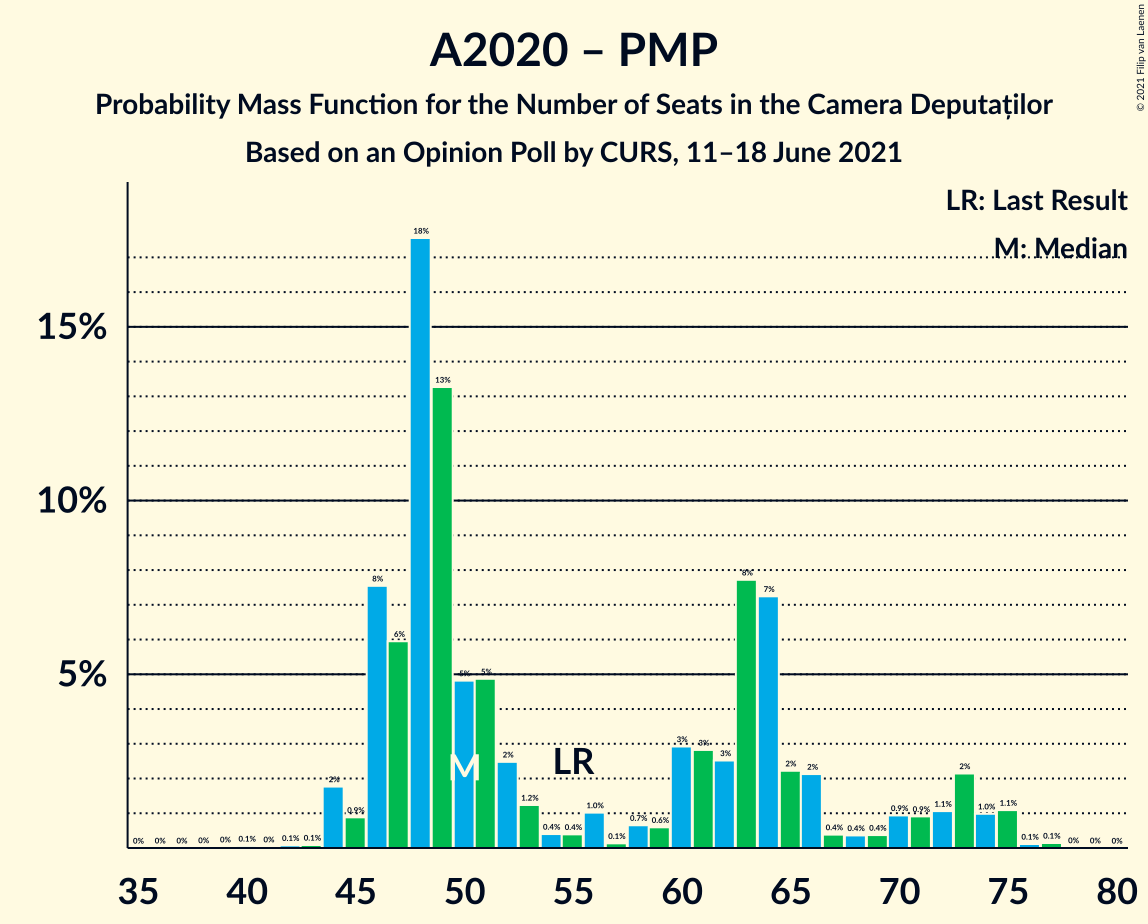 A2020 – PMP
Probability Mass Function for the Number of Seats in the Camera Deputaților
Based on an Opinion Poll by CURS, 11–18 June 2021
© 2021 Filip van Laenen
LR: Last Result
M: Median
15%
10%
5%
0% 0% 0% 0% 0% 0.1% 0% 0.1% 0.1% 2% 0.9% 8% 6% 18% 13% 5% 5% 2% 1.2% 0.4% 0.4% 1.0% 0.1% 0.7% 0.6% 3% 3% 3% 8% 7% 2% 2% 0.4% 0.4% 0.4% 0.9% 0.9% 1.1% 2% 1.0% 1.1% 0.1% 0.1% 0% 0% 0%
M LR
35 40 45 50 55 60 65 70 75 80